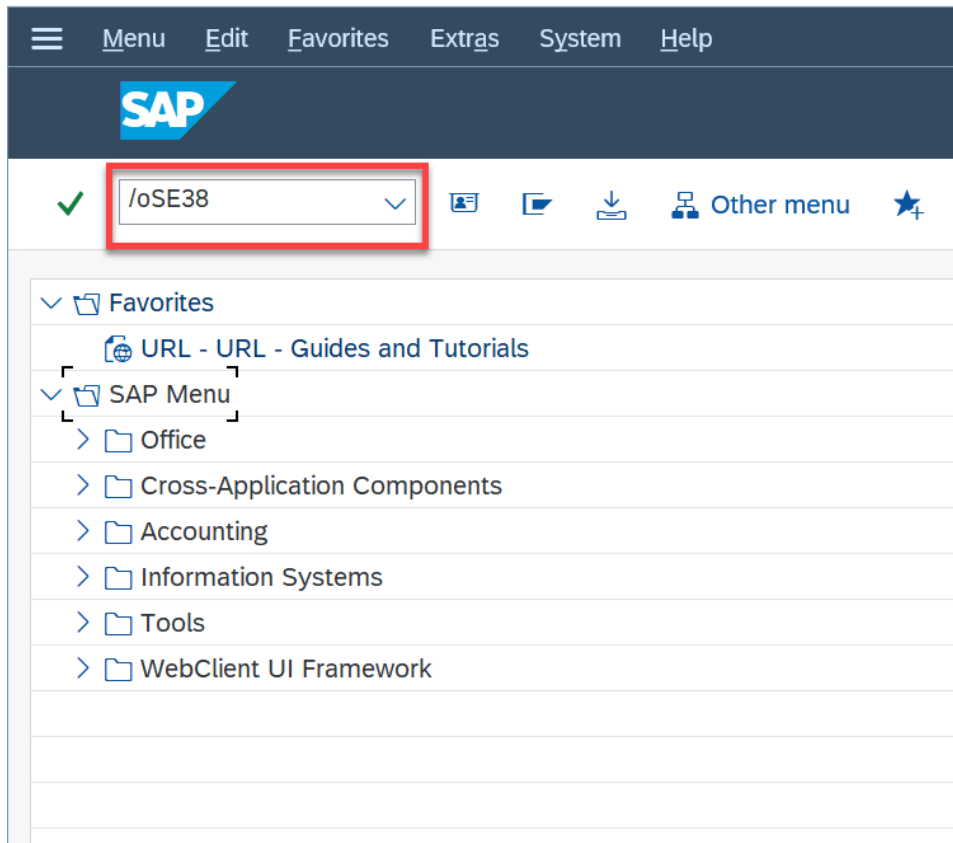 Menu Edit Favorites Extras System Help
SAP
/oSE38 Other menu
Favorites
URL - URL - Guides and Tutorials
SAP Menu
Office
Cross-Application Components
Accounting
Information Systems
Tools
WebClient UI Framework